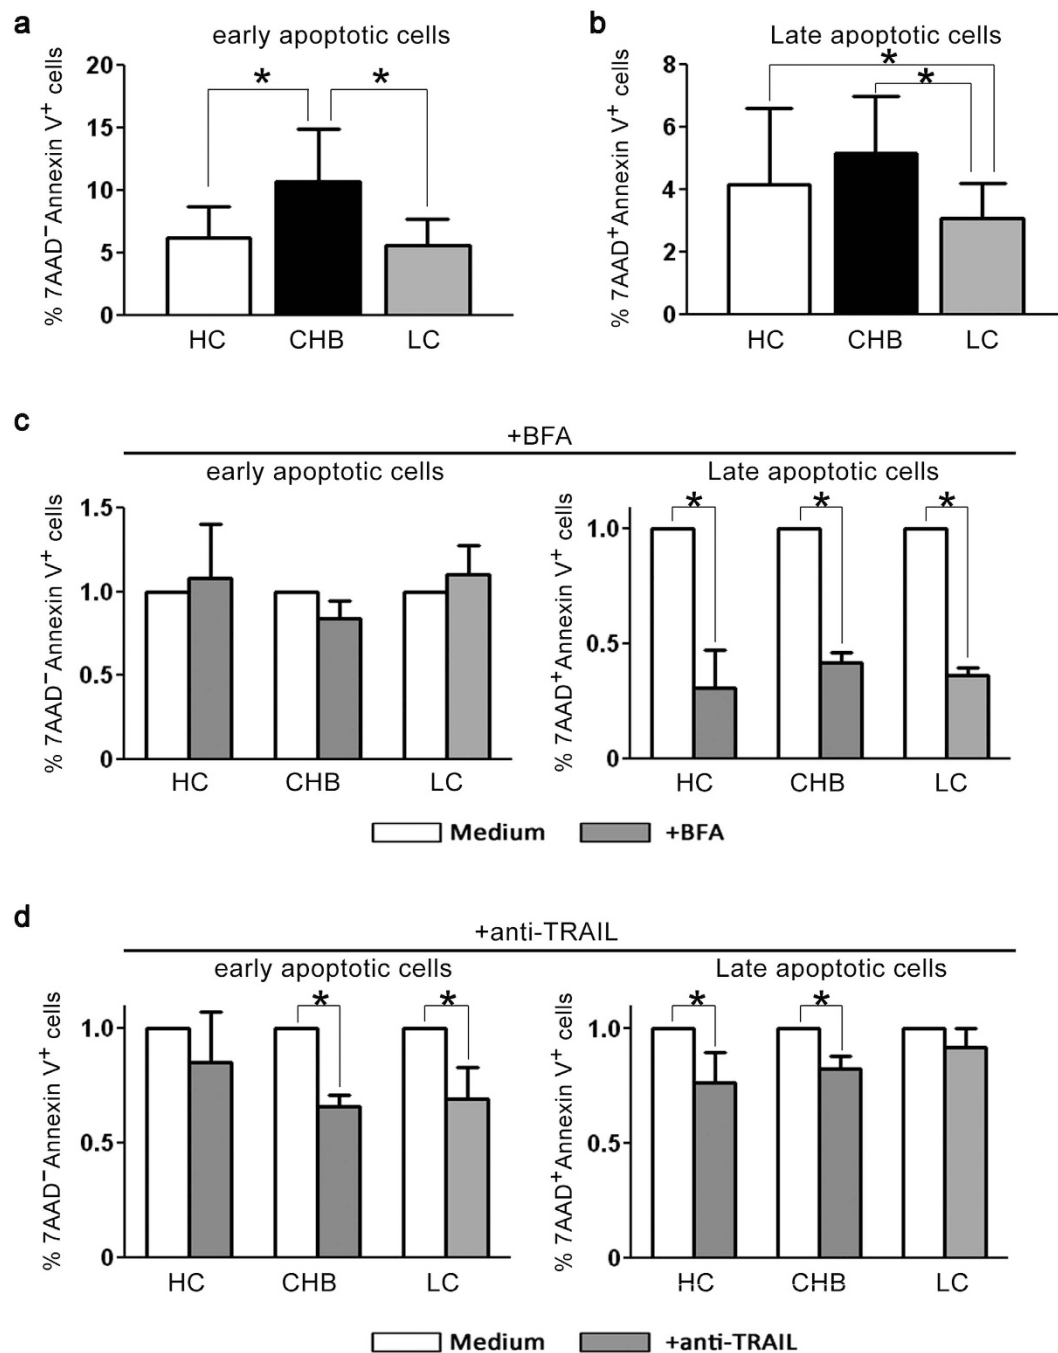 a
early apoptotic cells
% 7AAD⁻Annexin V⁺ cells
20
15
10
5
0
*
*
HC CHB LC
b
Late apoptotic cells
% 7AAD⁺Annexin V⁺ cells
8
6
4
2
0
*
*
HC CHB LC
c
+BFA
early apoptotic cells
% 7AAD⁻Annexin V⁺ cells
1.5
1.0
0.5
0
HC CHB LC
Late apoptotic cells
% 7AAD⁺Annexin V⁺ cells
1.0
0.5
0
* * *
HC CHB LC
Medium +BFA
d
+anti-TRAIL
early apoptotic cells
% 7AAD⁻Annexin V⁺ cells
1.0
0.5
0
* *
HC CHB LC
Late apoptotic cells
% 7AAD⁺Annexin V⁺ cells
1.0
0.5
0
* *
HC CHB LC
Medium +anti-TRAIL